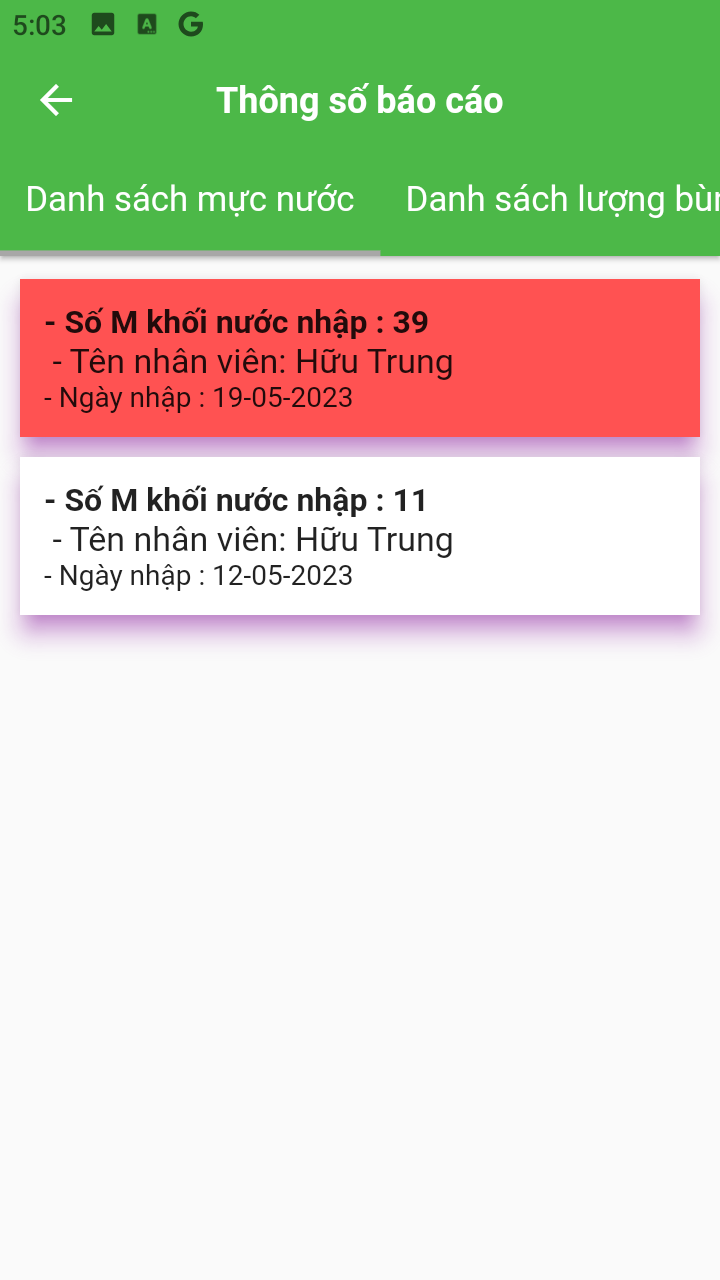 5:03
Thông số báo cáo
Danh sách mực nước Danh sách lượng bùn
- Số M khối nước nhập : 39
- Tên nhân viên: Hữu Trung
- Ngày nhập : 19-05-2023
- Số M khối nước nhập : 11
- Tên nhân viên: Hữu Trung
- Ngày nhập : 12-05-2023